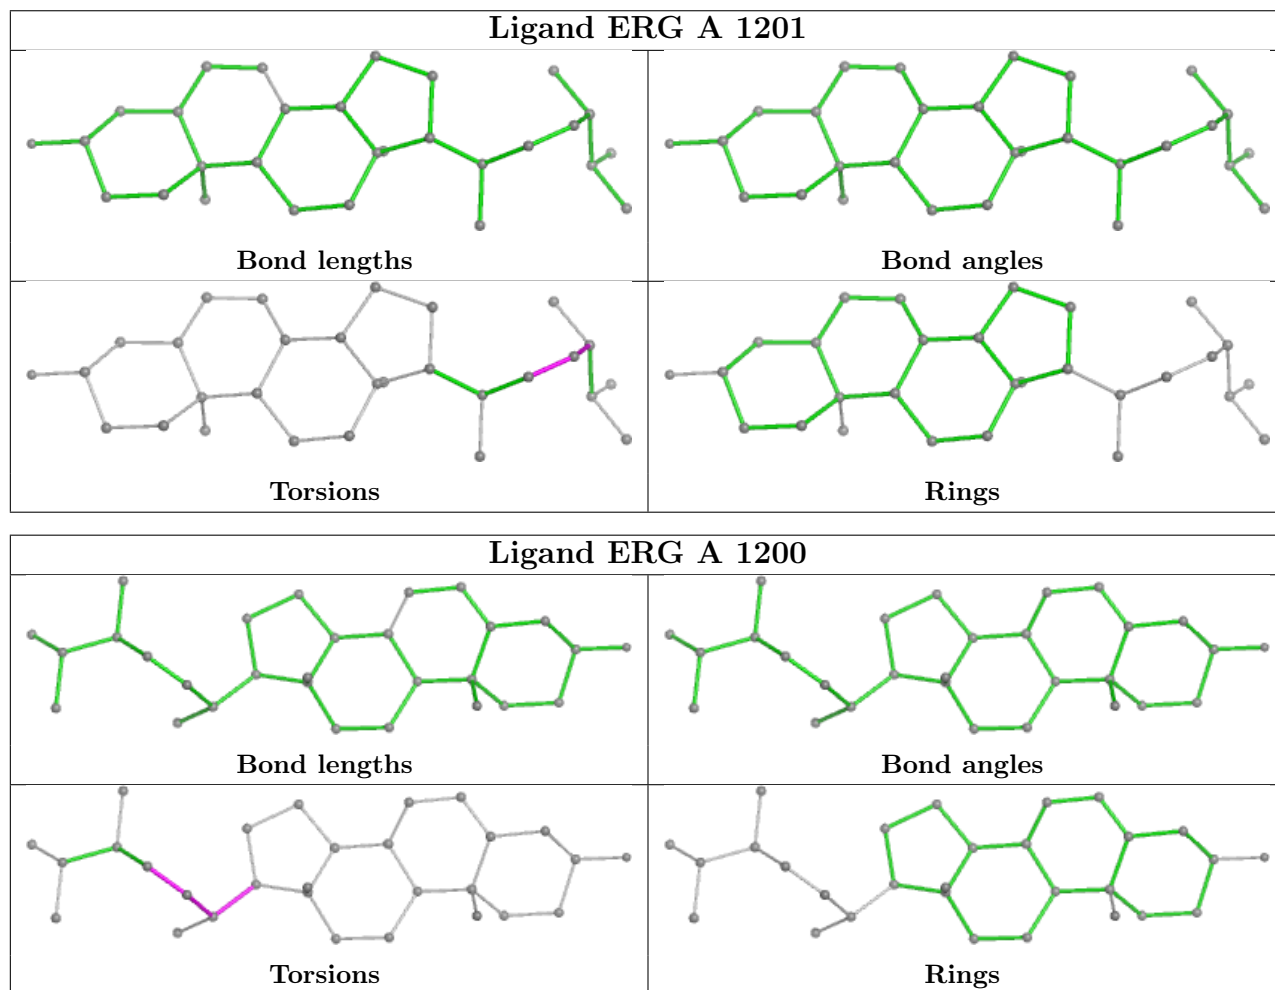 Ligand ERG A 1201
Bond lengths
Bond angles
Torsions
Rings
Ligand ERG A 1200
Bond lengths
Bond angles
Torsions
Rings